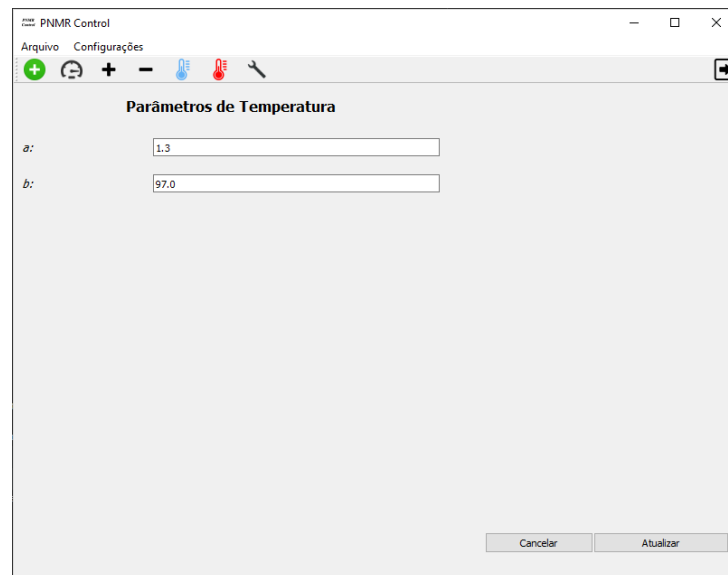 PNMR Control
Arquivo Configurações
Parâmetros de Temperatura
a: 1.3
b: 97.0
Cancelar Atualizar